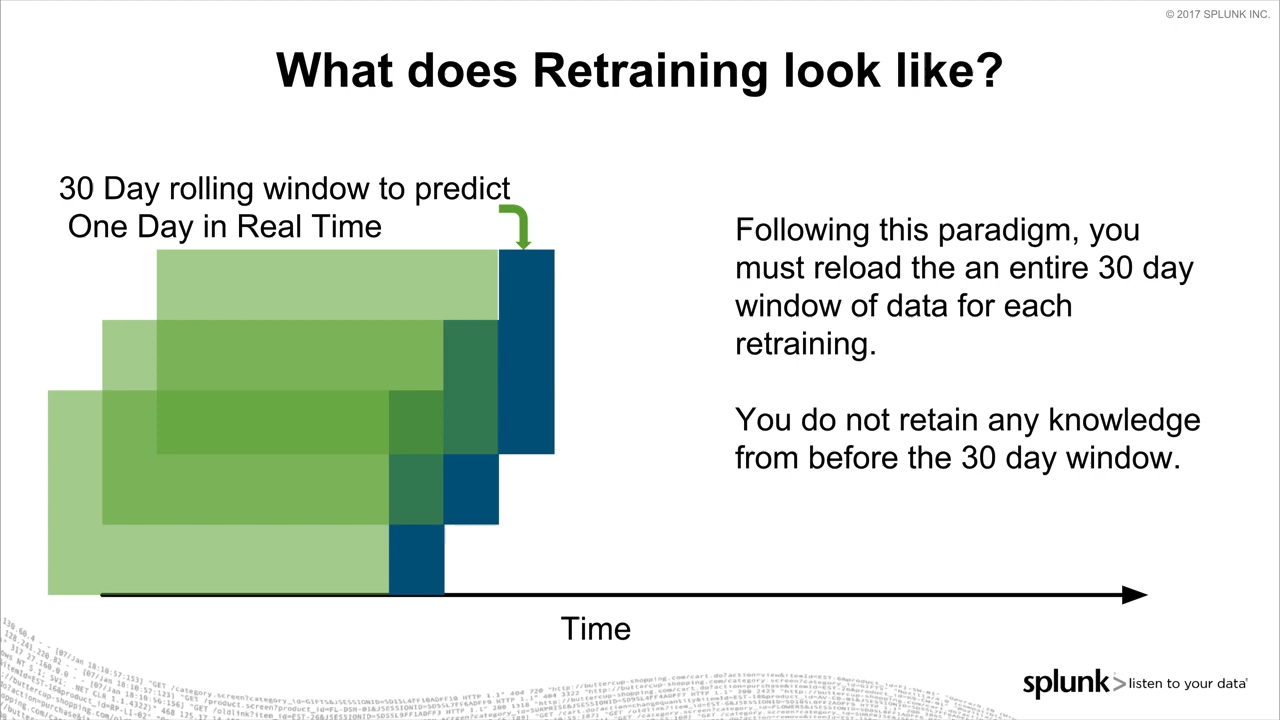 © 2017 SPLUNK INC.
What does Retraining look like?
30 Day rolling window to predict
One Day in Real Time
Following this paradigm, you
must reload the an entire 30 day
window of data for each
retraining.
You do not retain any knowledge
from before the 30 day window.
Time
splunk> listen to your data